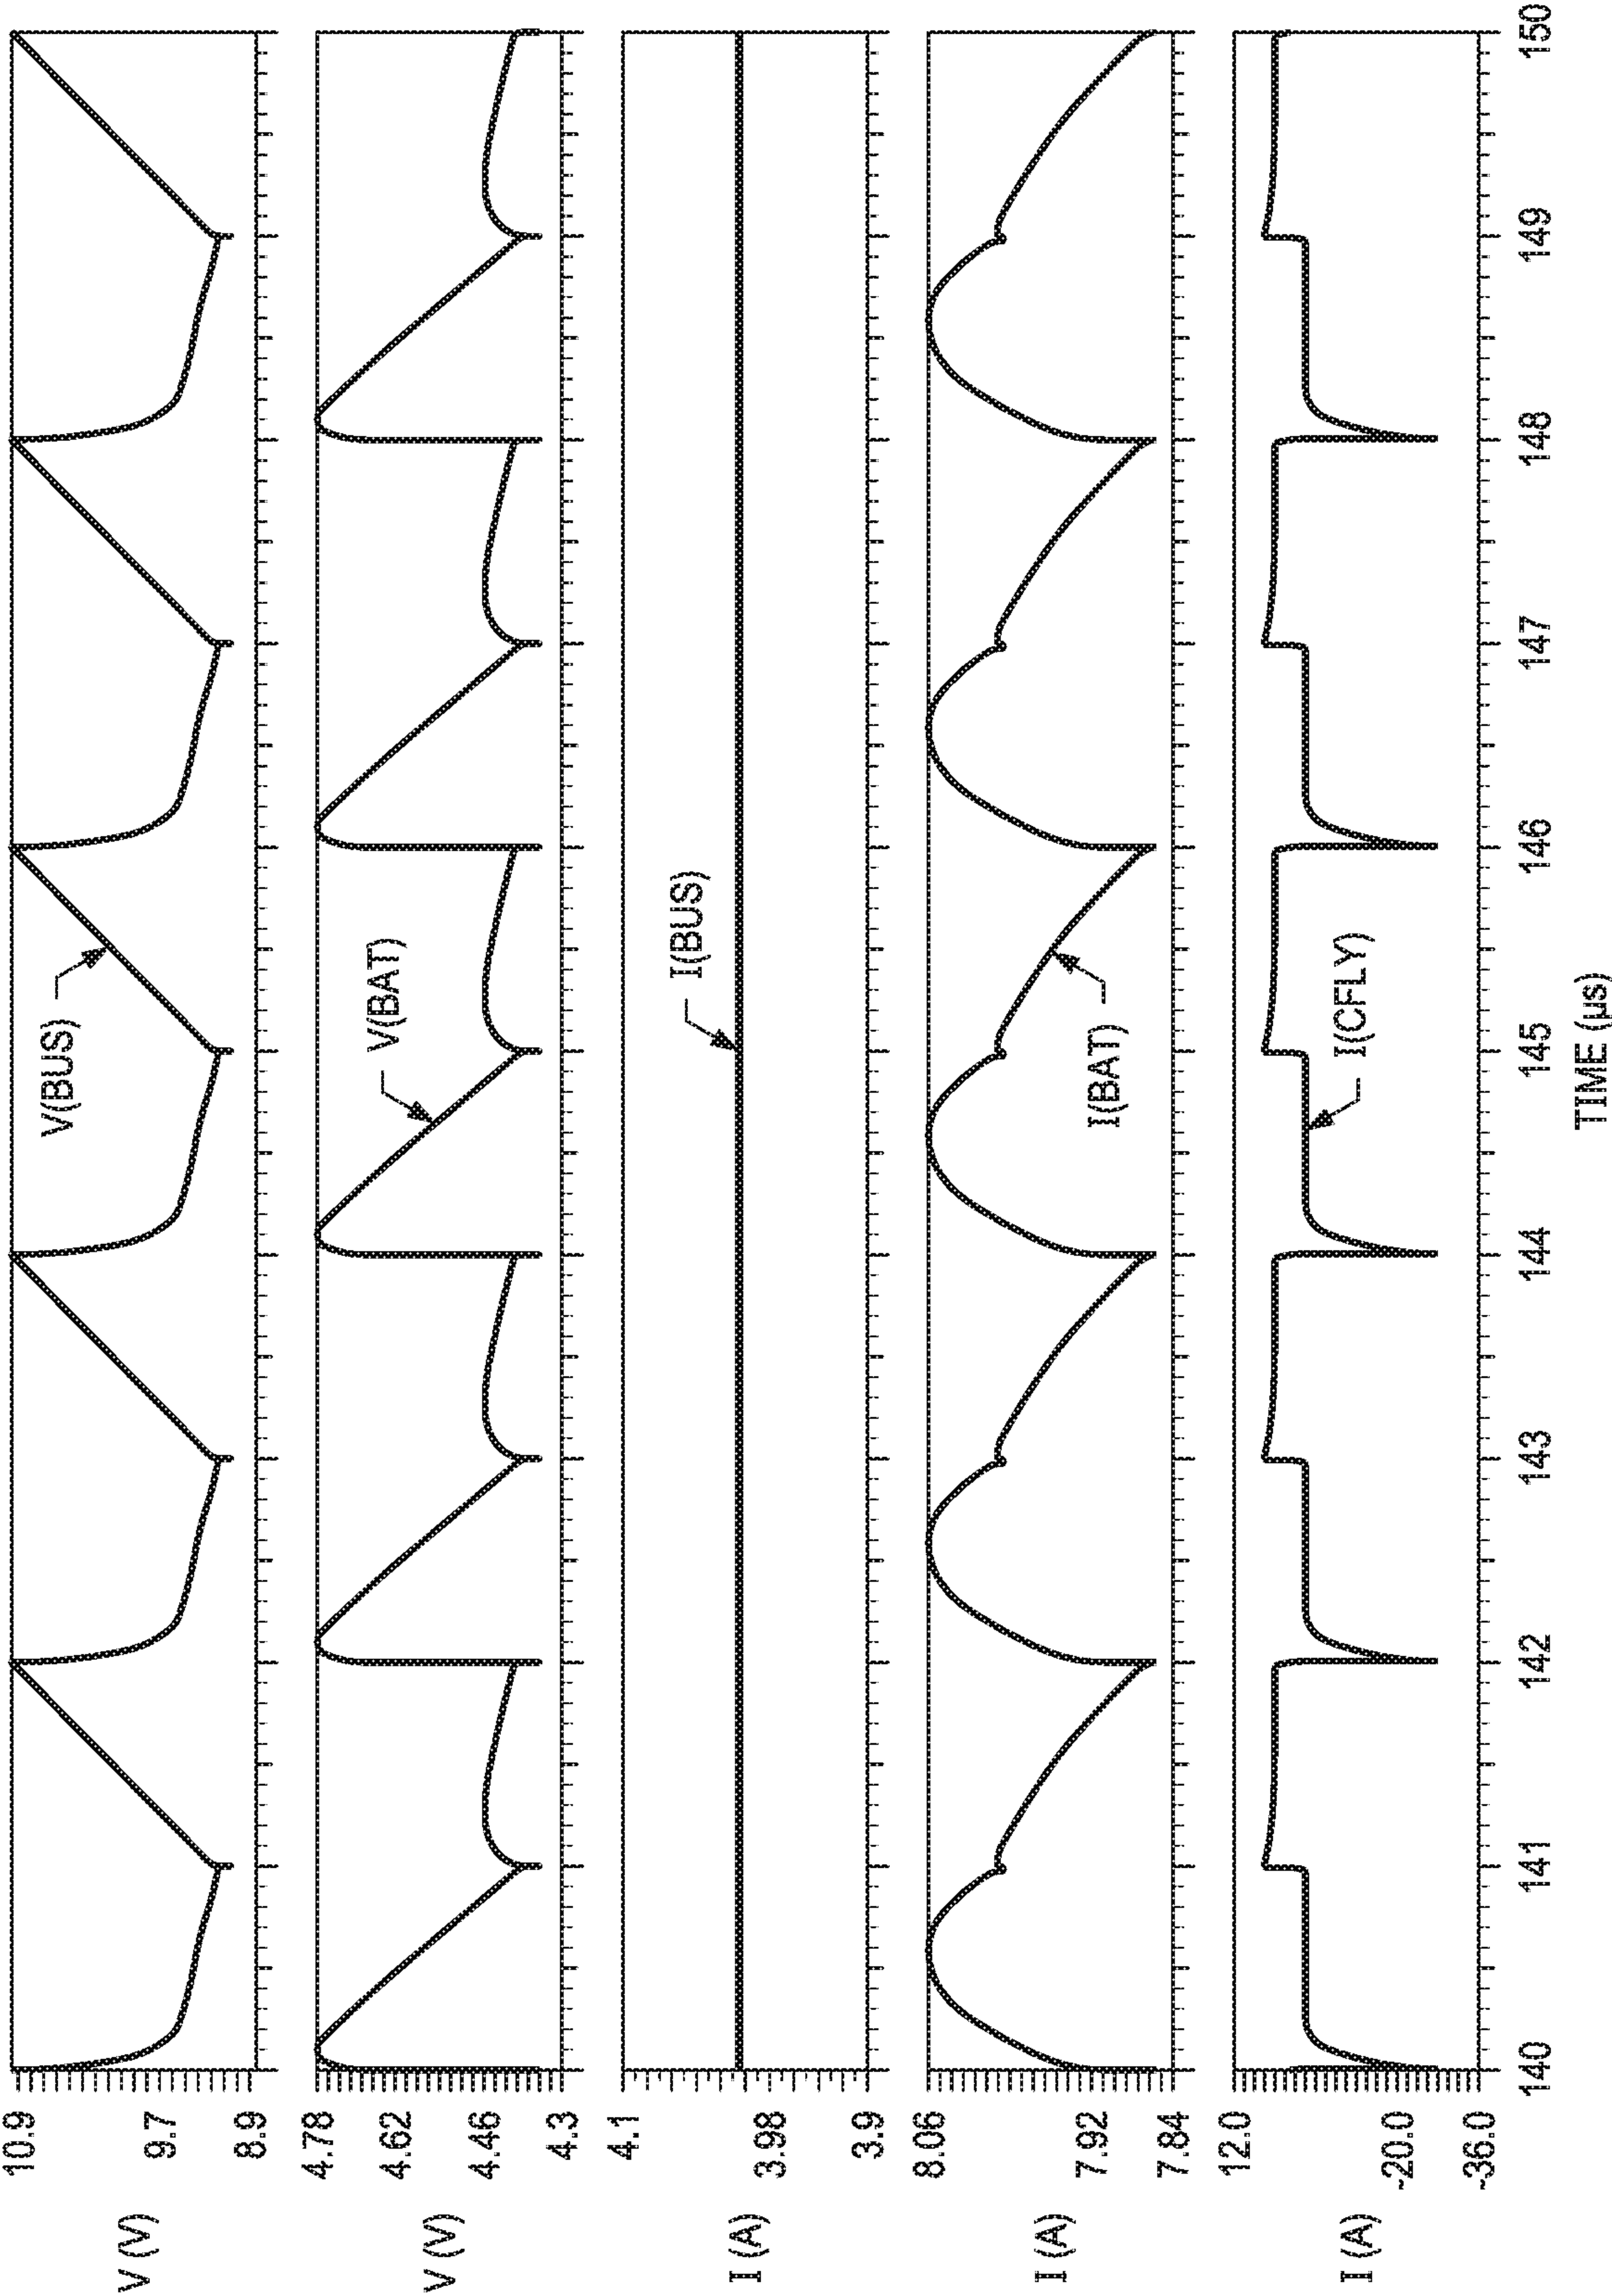 10.9
9.7
8.9
V (V)
V(BUS)
4.78
4.62
4.46
4.3
V (V)
V(BAT)
4.1
3.98
3.9
I (A)
I(BUS)
8.06
7.92
7.84
I (A)
I(BAT)
12.0
-20.0
-36.0
I (A)
I(CFLY)
140 141 142 143 144 145 146 147 148 149 150
TIME (µs)